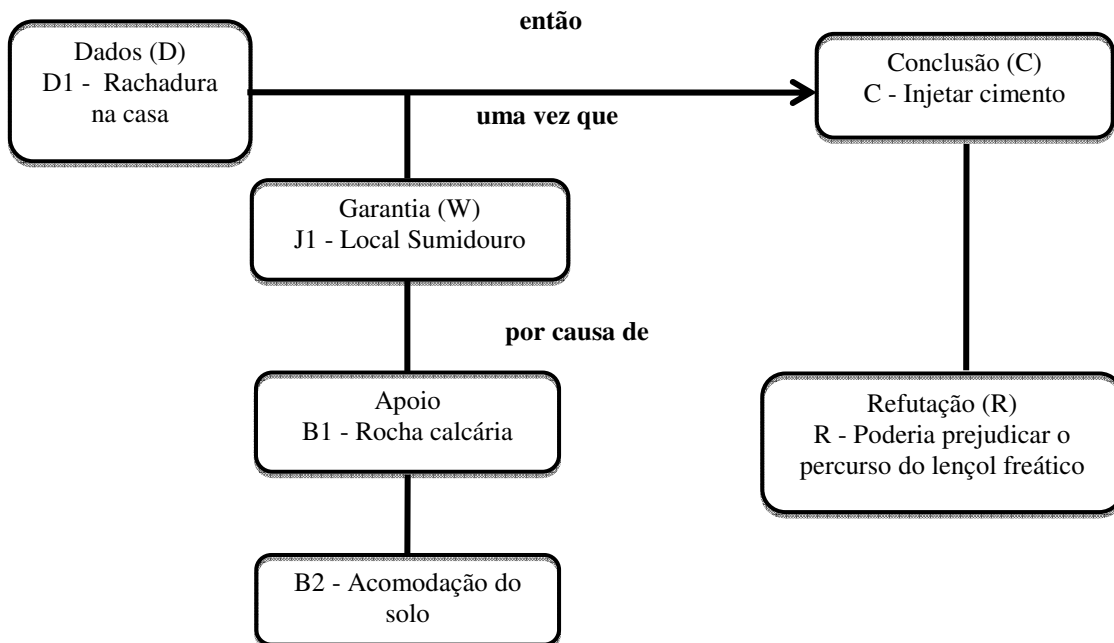 então
Dados (D)
D1 - Rachadura
na casa
Conclusão (C)
C - Injetar cimento
uma vez que
Garantia (W)
J1 - Local Sumidouro
por causa de
Apoio
B1 - Rocha calcária
Refutação (R)
R - Poderia prejudicar o
percurso do lençol freático
B2 - Acomodação do
solo